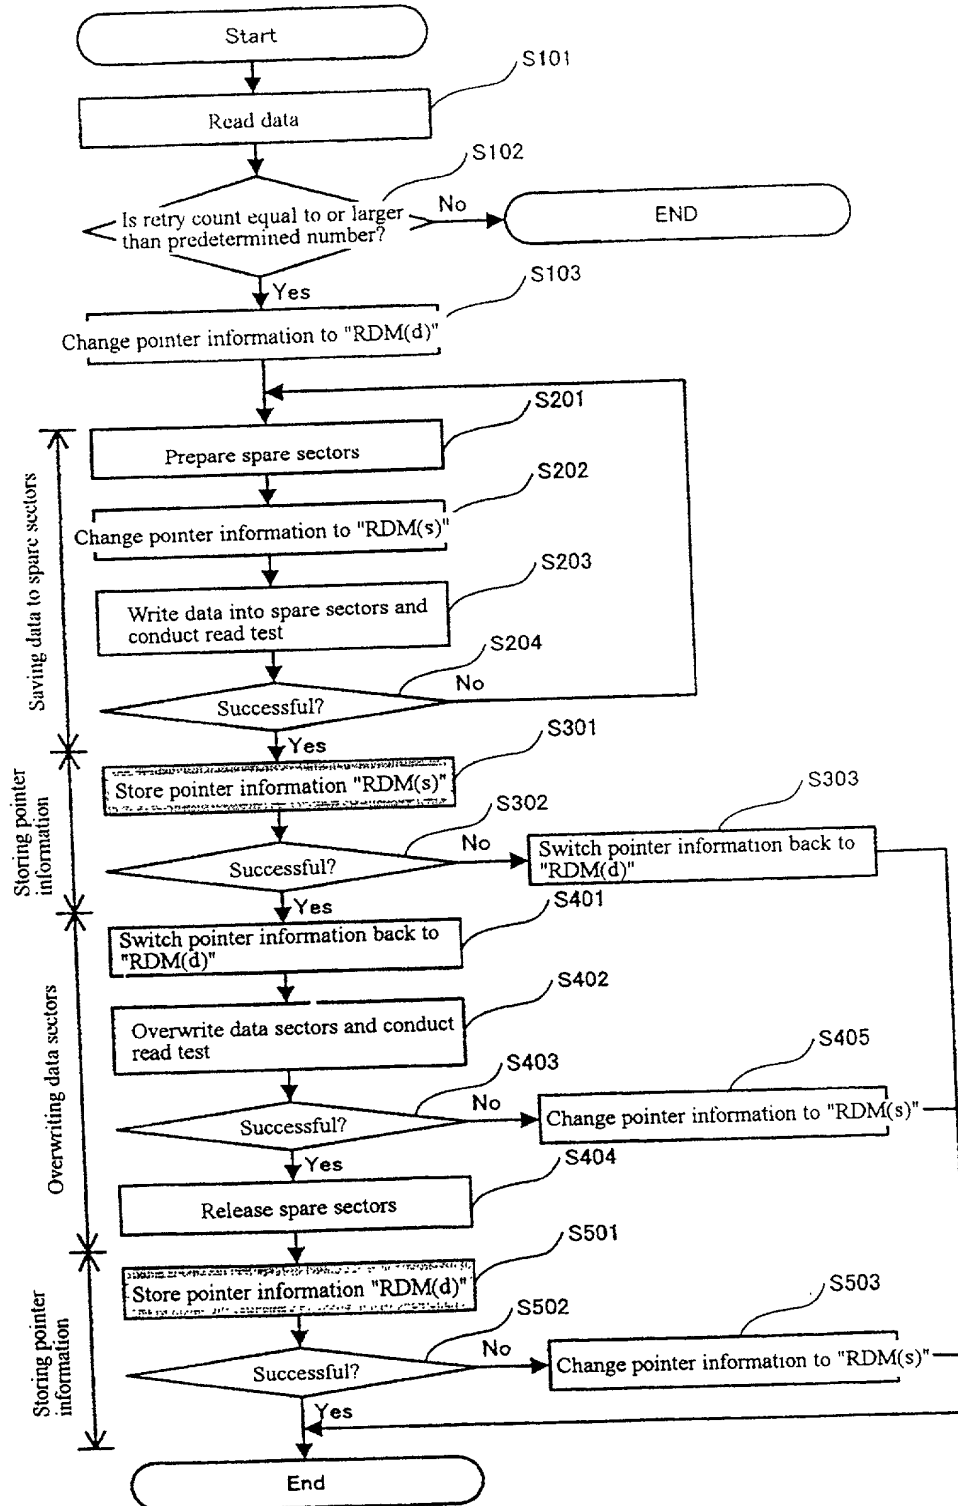 Start
S101
Read data
S102
Is retry count equal to or larger
than predetermined number?
No
END
Yes
S103
Change pointer information to "RDM(d)"
S201
Prepare spare sectors
S202
Change pointer information to "RDM(s)"
S203
Write data into spare sectors and
conduct read test
S204
Successful?
No
Yes
Saving data to spare sectors
S301
Store pointer information "RDM(s)"
S302
Successful?
No
S303
Switch pointer information back to
"RDM(d)"
Yes
Storing pointer
information
S401
Switch pointer information back to
"RDM(d)"
S402
Overwrite data sectors and conduct
read test
S403
Successful?
No
S405
Change pointer information to "RDM(s)"
Yes
S404
Release spare sectors
Overwriting data sectors
S501
Store pointer information "RDM(d)"
S502
Successful?
No
S503
Change pointer information to "RDM(s)"
Yes
Storing pointer
information
End